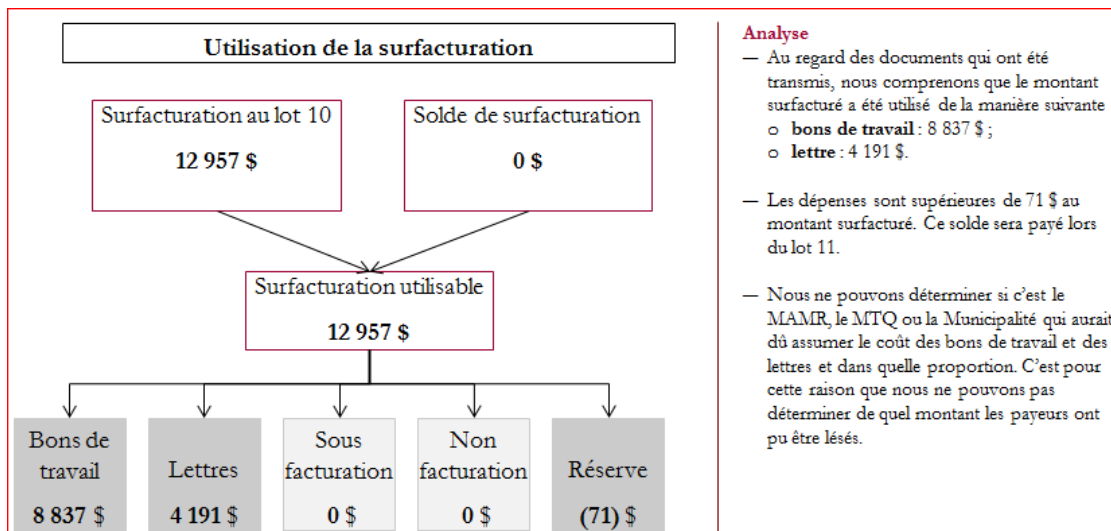 Utilisation de la surfacturation
Surfacturation au lot 10
12 957 $
Solde de surfacturation
0 $
Surfacturation utilisable
12 957 $
Bons de
travail
8 837 $
Lettres
4 191 $
Sous
facturation
0 $
Non
facturation
0 $
Réserve
(71) $
Analyse
— Au regard des documents qui ont été
transmis, nous comprenons que le montant
surfacturé a été utilisé de la manière suivante
o bons de travail : 8 837 $ ;
o lettre : 4 191 $.
— Les dépenses sont supérieures de 71 $ au
montant surfacturé. Ce solde sera payé lors
du lot 11.
— Nous ne pouvons déterminer si c’est le
MAMR, le MTQ ou la Municipalité qui aurait
dû assumer le coût des bons de travail et des
lettres et dans quelle proportion. C’est pour
cette raison que nous ne pouvons pas
déterminer de quel montant les payeurs ont
pu être lésés.